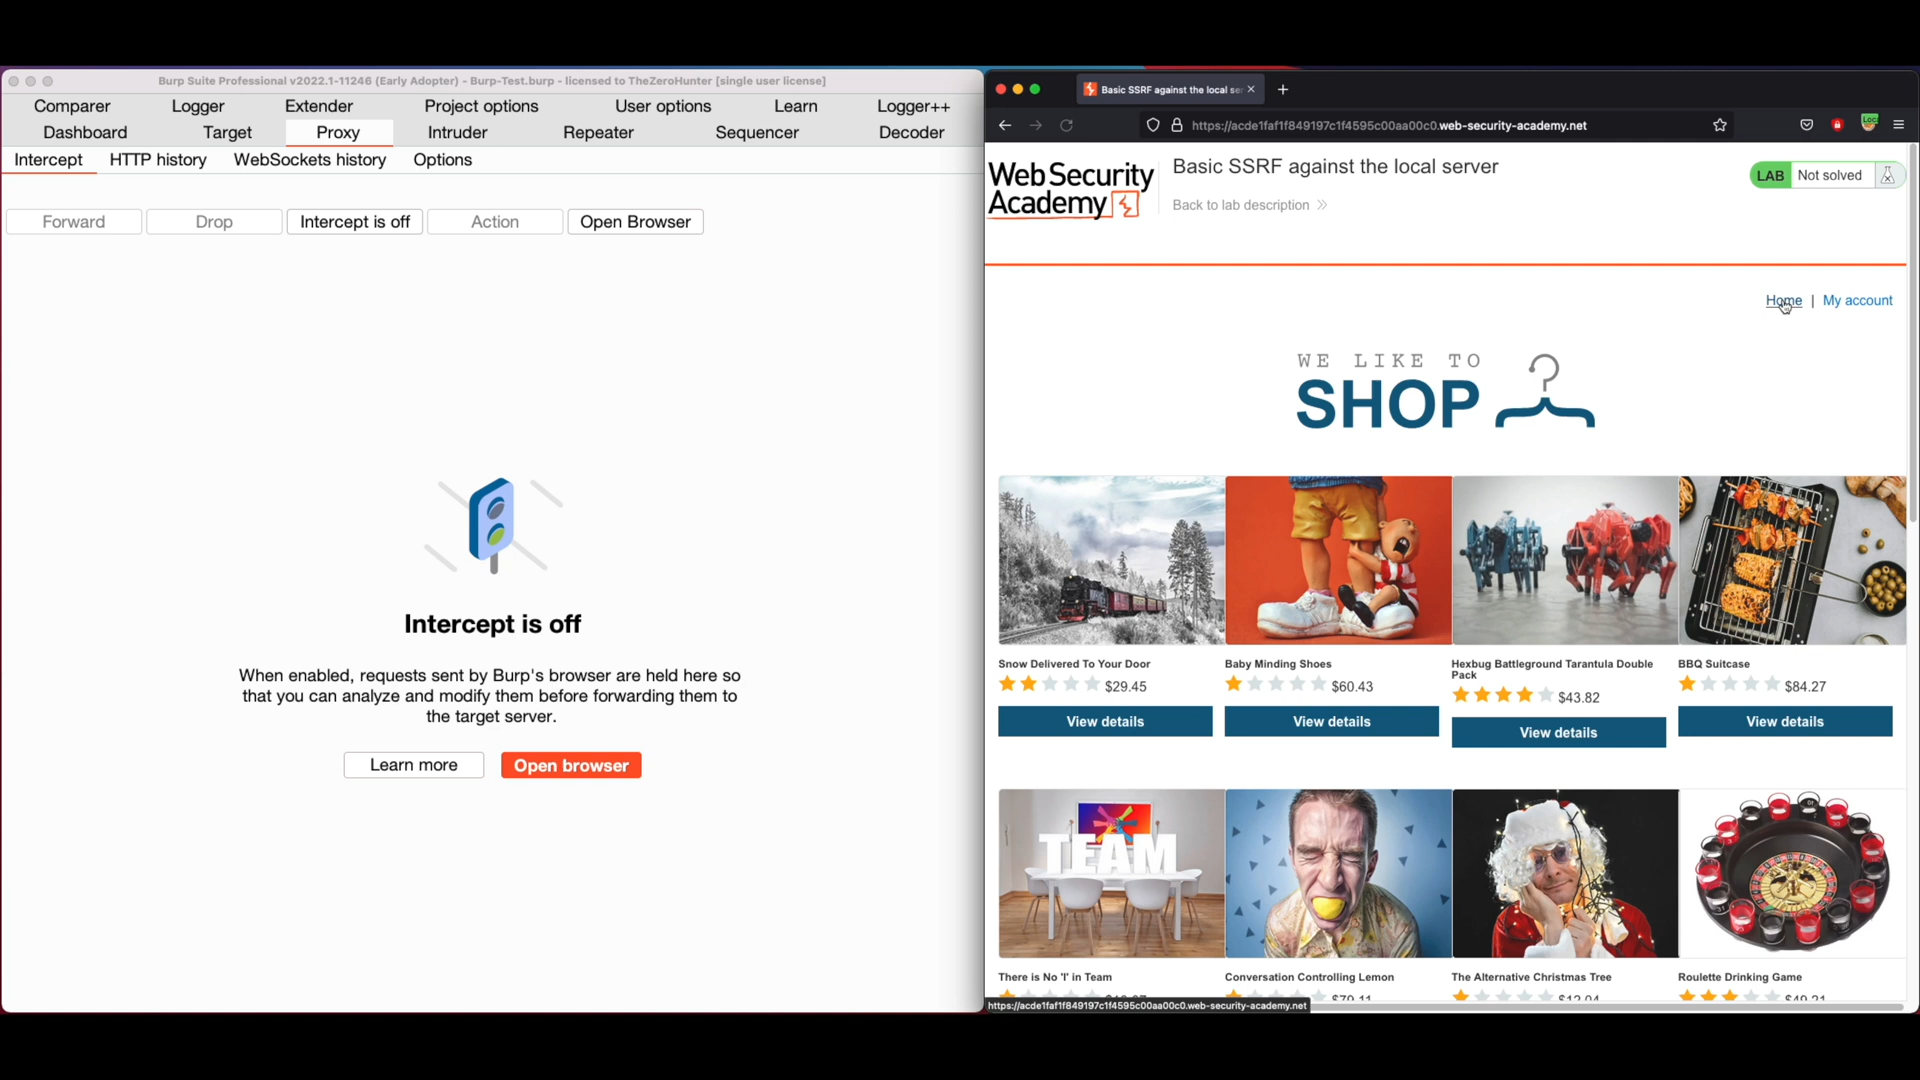 Burp Suite Professional v2022.1-11246 (Early Adopter) - Burp-Test.burp - licensed to TheZeroHunter [single user license]
Comparer Logger Extender Project options User options Learn Logger++
Dashboard Target Proxy Intruder Repeater Sequencer Decoder
Intercept HTTP history WebSockets history Options
Forward Drop Intercept is off Action Open Browser
Intercept is off
When enabled, requests sent by Burp's browser are held here so
that you can analyze and modify them before forwarding them to
the target server.
Learn more Open browser
Basic SSRF against the local ser
https://acde1faf1f849197c1f4595c00aa00c0.web-security-academy.net
WebSecurity
Academy
Basic SSRF against the local server
Back to lab description
LAB Not solved
Home | My account
WE LIKE TO
SHOP
Snow Delivered To Your Door
$29.45
View details
Baby Minding Shoes
$60.43
View details
Hexbug Battleground Tarantula Double
Pack
$43.82
View details
BBQ Suitcase
$84.27
View details
TEAM
There is No 'I' in Team
Conversation Controlling Lemon
$79.11
The Alternative Christmas Tree
$12.04
Roulette Drinking Game
$49.21
https://acde1faf1f849197c1f4595c00aa00c0.web-security-academy.net